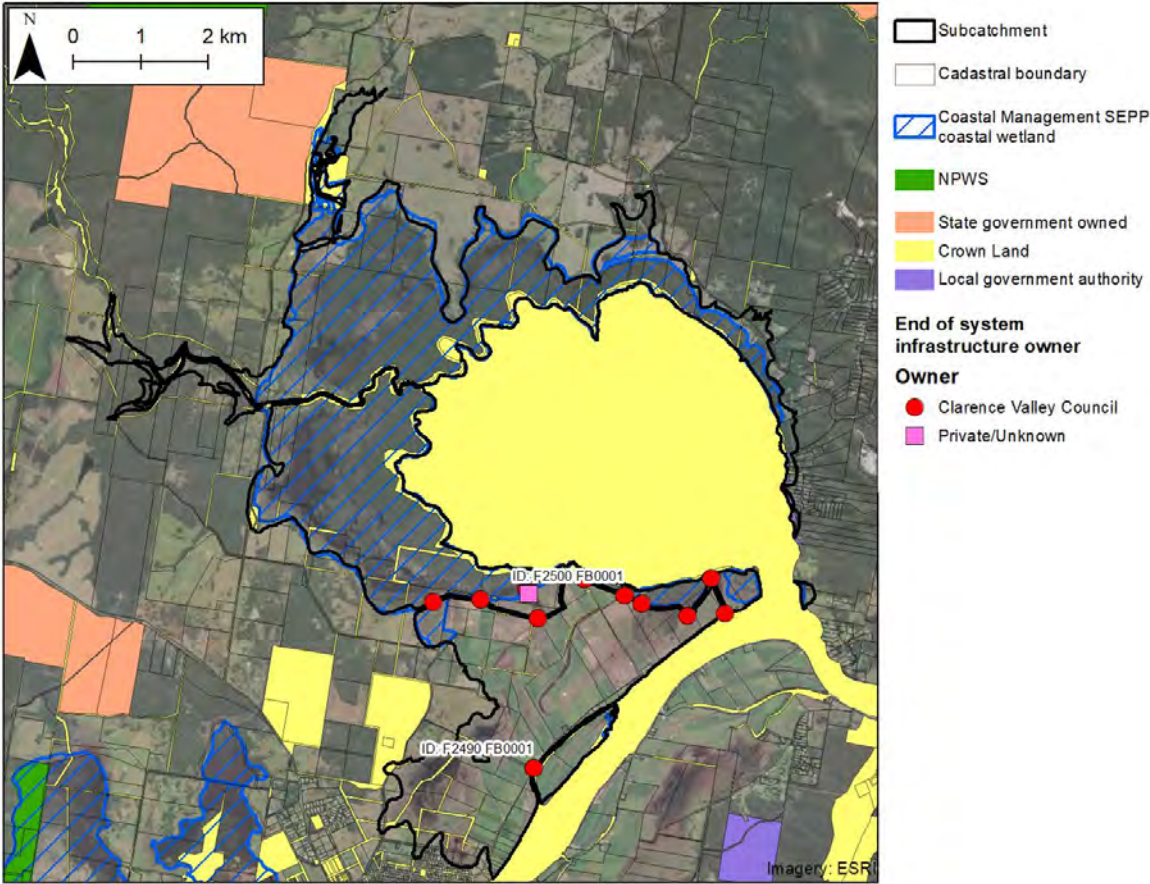 N
0 1 2 km
ID: F2500 FB0001
ID: F2490 FB0001
Imagery: ESRI
Subcatchment
Cadastral boundary
Coastal Management SEPP
coastal wetland
NPWS
State government owned
Crown Land
Local government authority
End of system
infrastructure owner
Owner
Clarence Valley Council
Private/Unknown